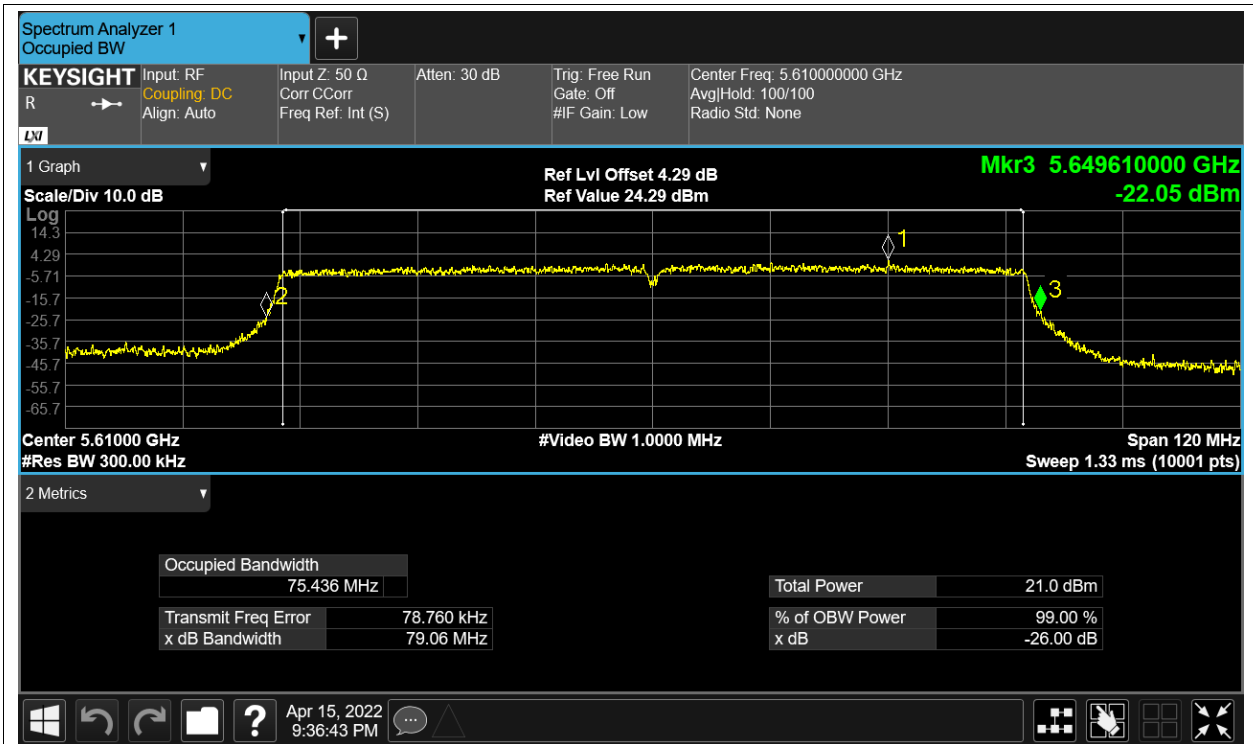 Spectrum Analyzer 1
Occupied BW
KEYSIGHT
R
LXI
Input: RF
Coupling: DC
Align: Auto
Input Z: 50 Ω
Corr CCorr
Freq Ref: Int (S)
Atten: 30 dB
Trig: Free Run
Gate: Off
#IF Gain: Low
Center Freq: 5.610000000 GHz
Avg|Hold: 100/100
Radio Std: None
1 Graph
Scale/Div 10.0 dB
Ref Lvl Offset 4.29 dB
Ref Value 24.29 dBm
Mkr3 5.649610000 GHz
-22.05 dBm
Log
14.3
4.29
-5.71
-15.7
-25.7
-35.7
-45.7
-55.7
-65.7
1
2
3
Center 5.61000 GHz
#Video BW 1.0000 MHz
Span 120 MHz
#Res BW 300.00 kHz
Sweep 1.33 ms (10001 pts)
2 Metrics
Occupied Bandwidth
75.436 MHz
Total Power 21.0 dBm
Transmit Freq Error 78.760 kHz
% of OBW Power 99.00 %
x dB Bandwidth 79.06 MHz
x dB -26.00 dB
?
Apr 15, 2022
9:36:43 PM